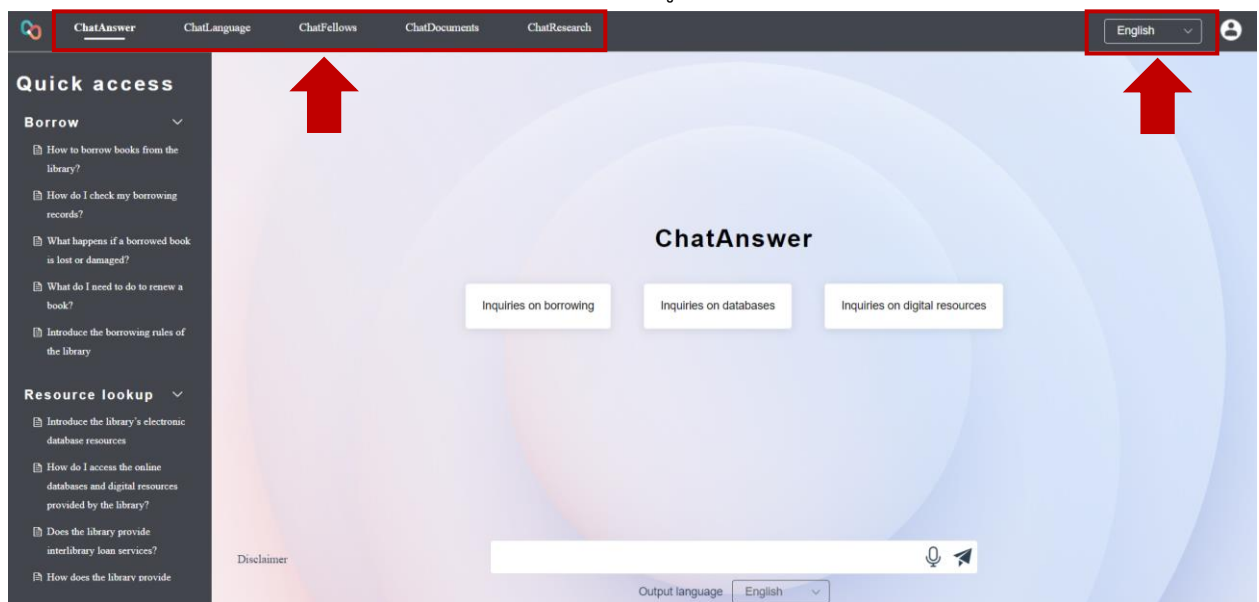 ChatAnswer ChatLanguage ChatFellows ChatDocuments ChatResearch English
Quick access
Borrow
How to borrow books from the
library?
How do I check my borrowing
records?
What happens if a borrowed book
is lost or damaged?
What do I need to do to renew a
book?
Introduce the borrowing rules of
the library
Resource lookup
Introduce the library's electronic
database resources
How do I access the online
databases and digital resources
provided by the library?
Does the library provide
interlibrary loan services?
How does the library provide
ChatAnswer
Inquiries on borrowing Inquiries on databases Inquiries on digital resources
Disclaimer
Output language English